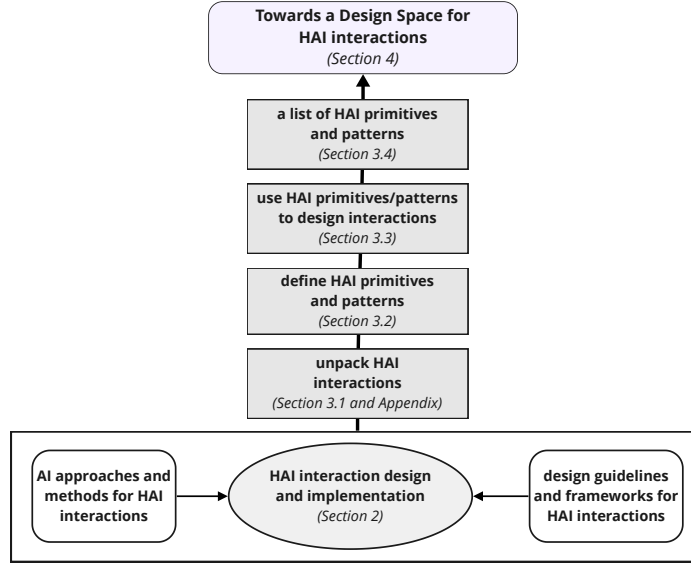 Towards a Design Space for
HAI interactions
(Section 4)
a list of HAI primitives
and patterns
(Section 3.4)
use HAI primitives/patterns
to design interactions
(Section 3.3)
define HAI primitives
and patterns
(Section 3.2)
unpack HAI
interactions
(Section 3.1 and Appendix)
AI approaches and
methods for HAI
interactions
HAI interaction design
and implementation
(Section 2)
design guidelines
and frameworks for
HAI interactions